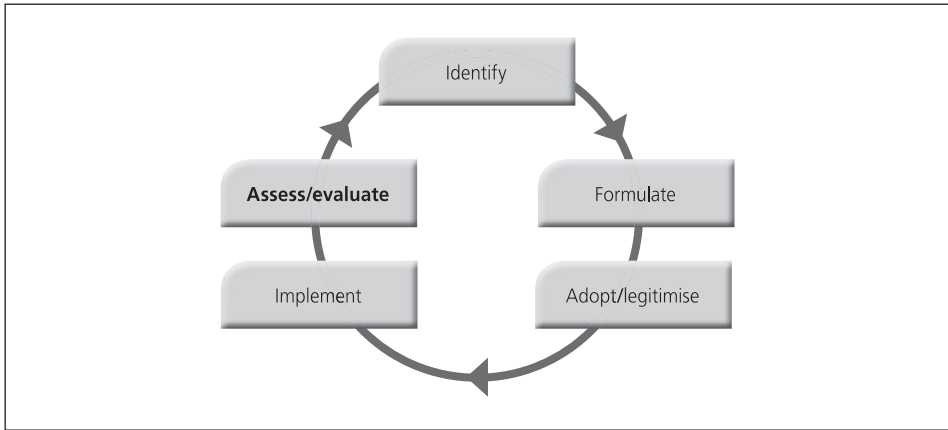 Identify
Formulate
Adopt/legitimise
Implement
Assess/evaluate